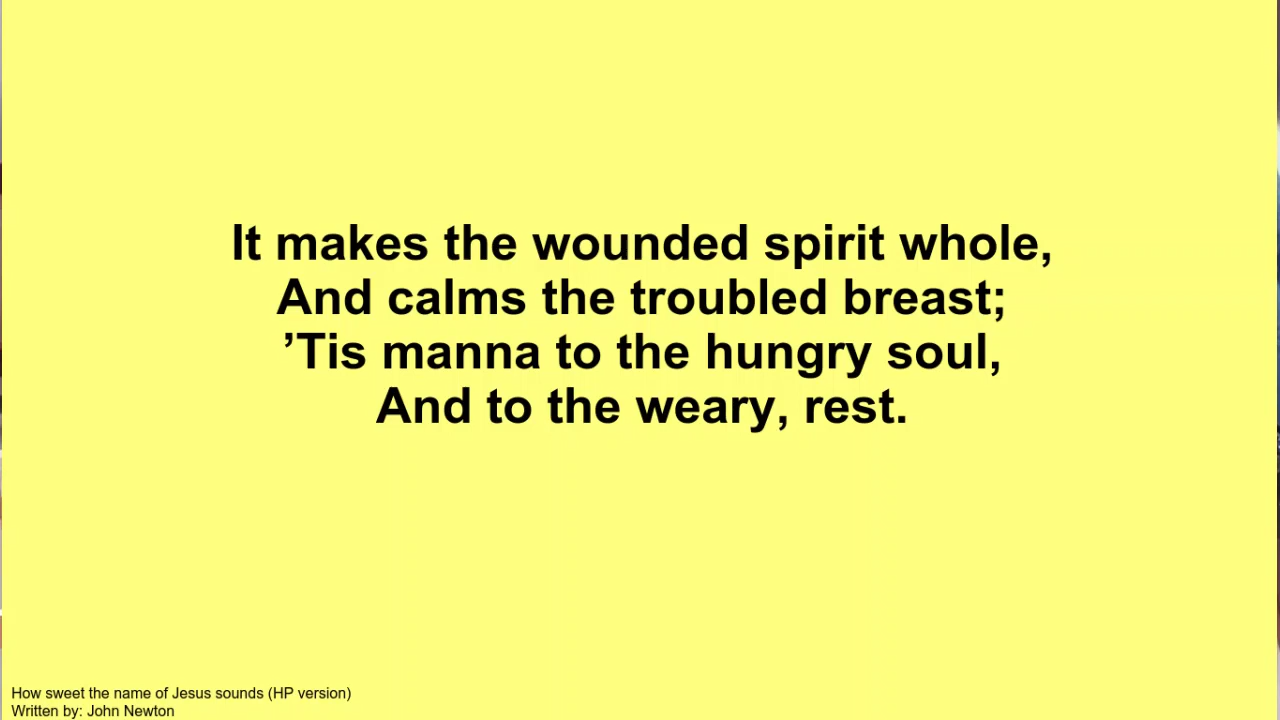 It makes the wounded spirit whole,
And calms the troubled breast;
’Tis manna to the hungry soul,
And to the weary, rest.
How sweet the name of Jesus sounds (HP version)
Written by: John Newton